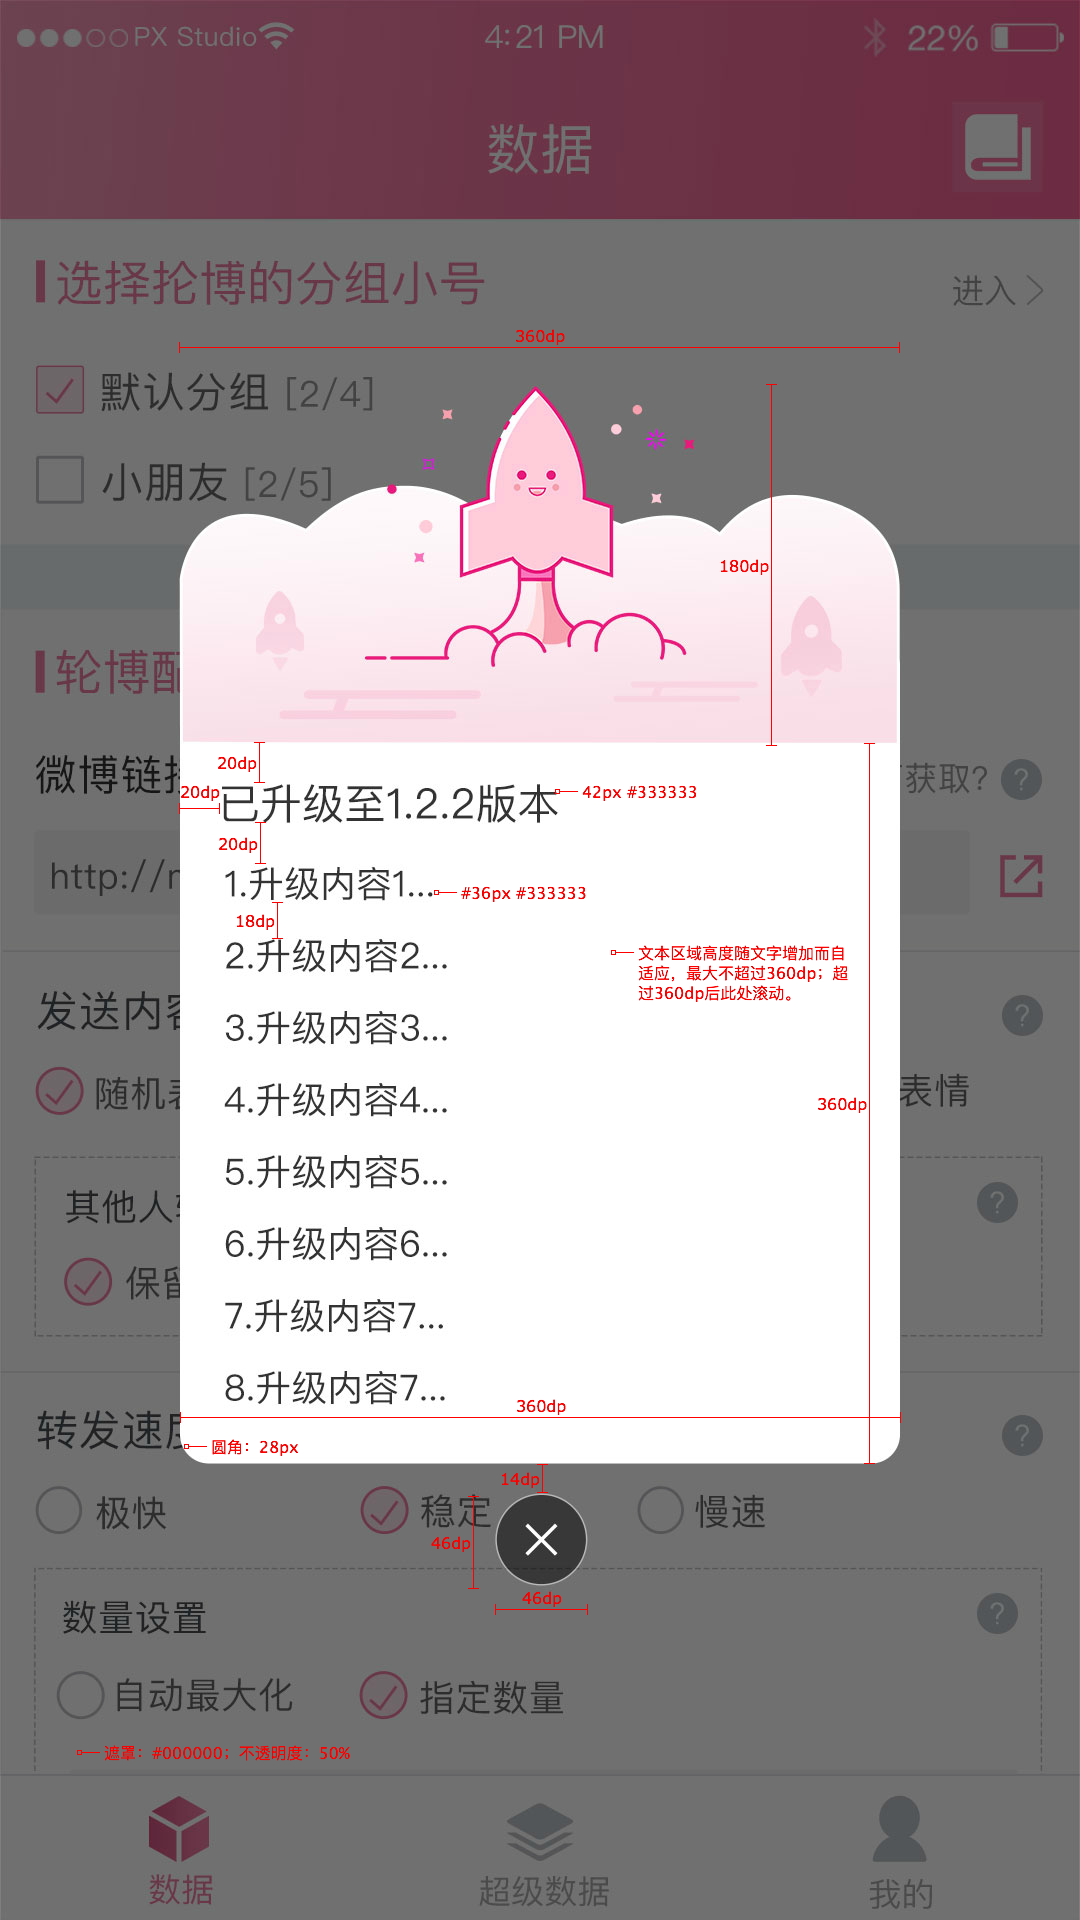 PX Studio 4:21 PM 22%
数据
选择抡博的分组小号
进入
360dp
默认分组 [2/4]
小朋友 [2/5]
180dp
轮博配
20dp
微博链接
获取? ?
20dp
已升级至1.2.2版本
42px #333333
20dp
http://m
1.升级内容1...
#36px #333333
18dp
2.升级内容2...
文本区域高度随文字增加而自
适应，最大不超过360dp；超
过360dp后此处滚动。
发送内容
?
3.升级内容3...
随机表
4.升级内容4...
360dp
表情
5.升级内容5...
其他人转
?
6.升级内容6...
保留
7.升级内容7...
8.升级内容7...
360dp
转发速度
?
圆角：28px
14dp
极快
稳定
慢速
46dp
46dp
数量设置
?
自动最大化
指定数量
遮罩：#000000；不透明度：50%
数据
超级数据
我的